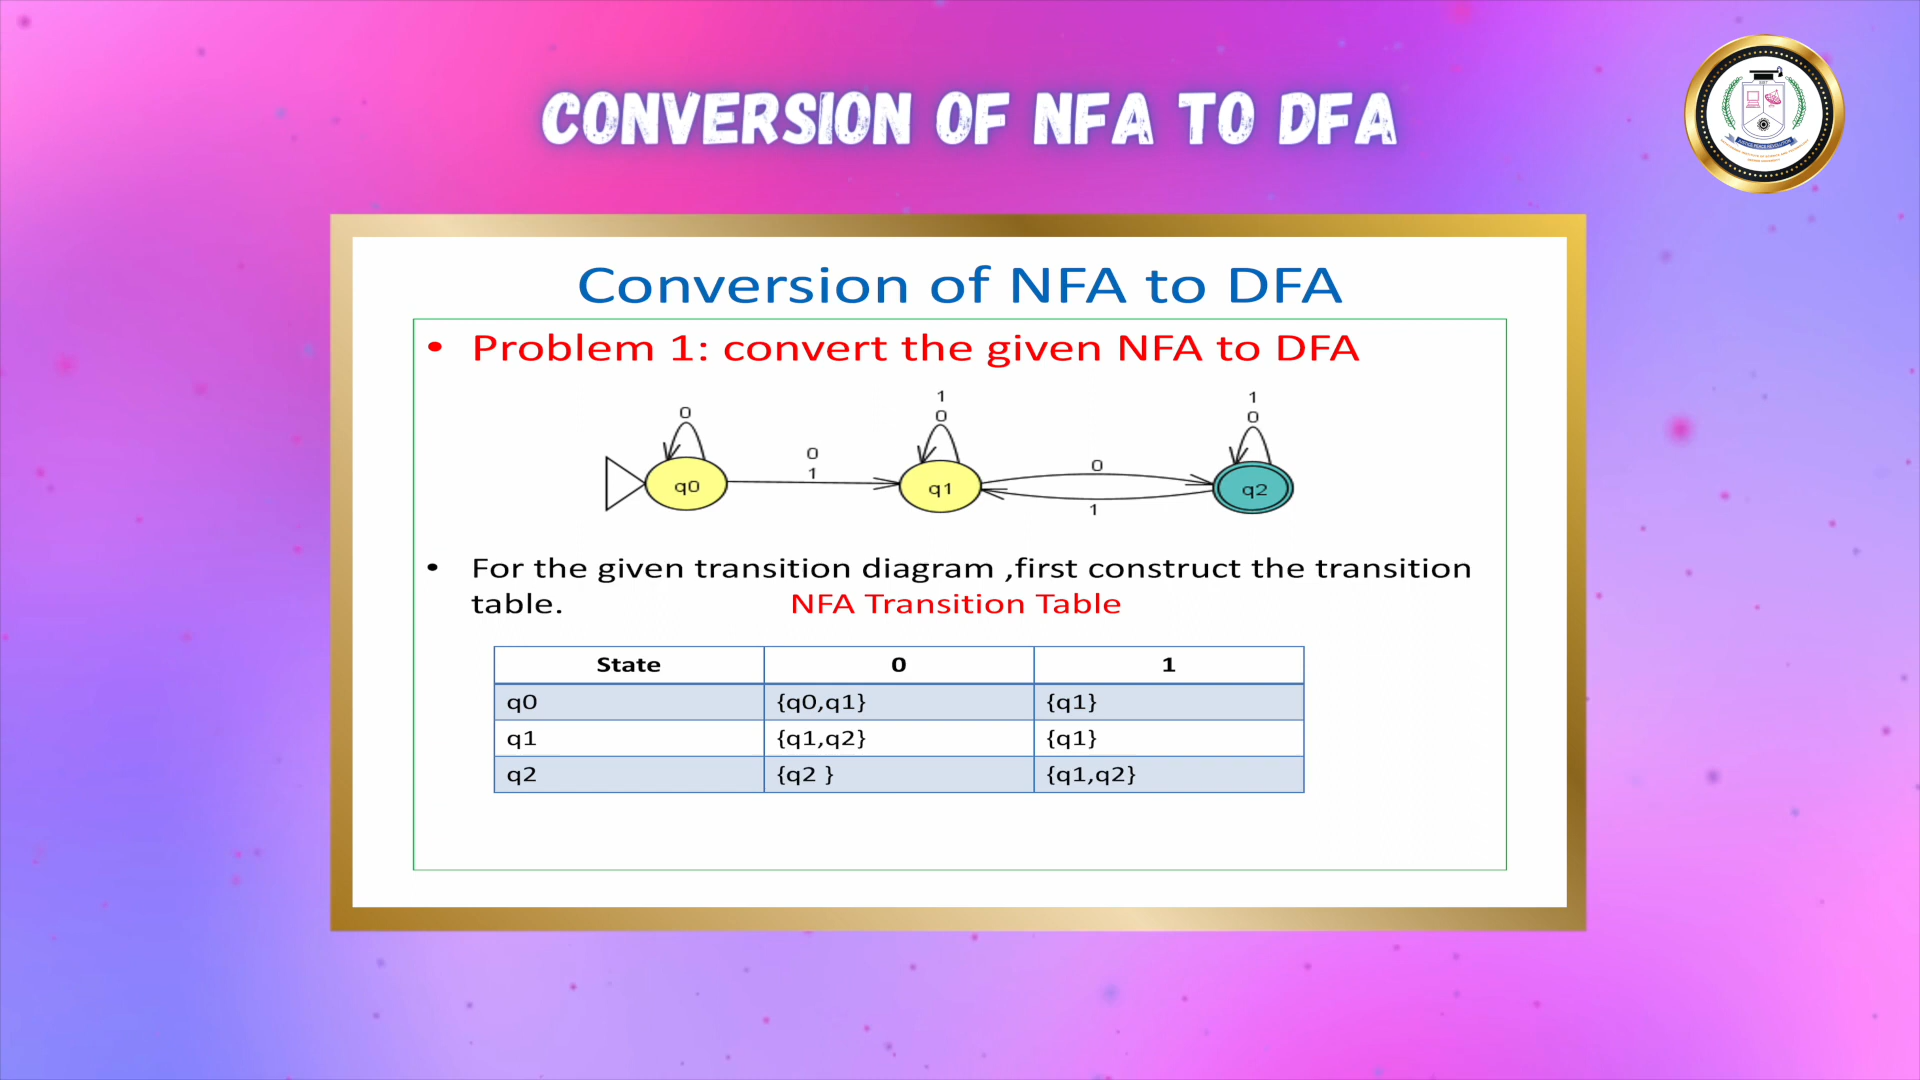 CONVERSION OF NFA TO DFA
Conversion of NFA to DFA
• Problem 1: convert the given NFA to DFA
0
0
1
1
0
0
1
1
0
q0
q1
q2
• For the given transition diagram ,first construct the transition
table. NFA Transition Table
State 0 1
q0 {q0,q1} {q1}
q1 {q1,q2} {q1}
q2 {q2 } {q1,q2}